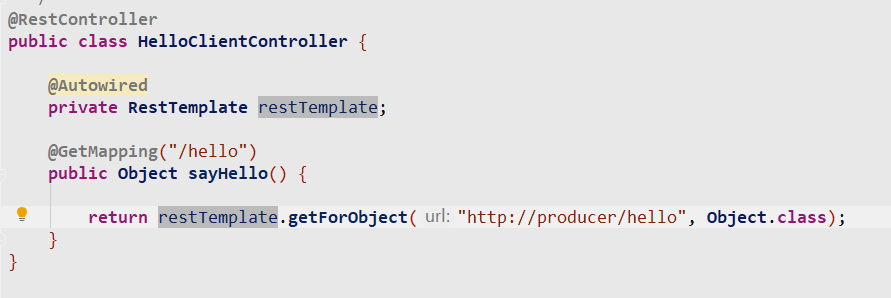 @RestController
public class HelloClientController {
@Autowired
private RestTemplate restTemplate;
@GetMapping("/hello")
public Object sayHello() {
return restTemplate.getForObject( url: "http://producer/hello", Object.class);
}
}